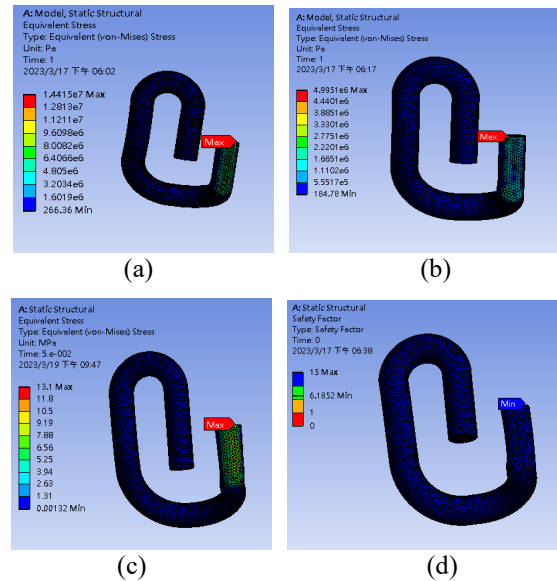 A: Model, Static Structural
Equivalent Stress
Type: Equivalent (von-Mises) Stress
Unit: Pa
Time: 1
2023/3/17 下午 06:02
1.4415e7 Max
1.2813e7
1.1211e7
9.6098e6
8.0082e6
6.4066e6
4.805e6
3.2034e6
1.6019e6
266.36 Min
Max
(a)
A: Model, Static Structural
Equivalent Stress
Type: Equivalent (von-Mises) Stress
Unit: Pa
Time: 1
2023/3/17 下午 06:17
4.9951e6 Max
4.4401e6
3.8851e6
3.3301e6
2.7751e6
2.2201e6
1.6651e6
1.1102e6
5.5517e5
184.78 Min
Max
(b)
A: Static Structural
Equivalent Stress
Type: Equivalent (von-Mises) Stress
Unit: MPa
Time: 5.e-002
2023/3/19 下午 09:47
13.1 Max
11.8
10.5
9.19
7.88
6.56
5.25
3.94
2.63
1.31
0.00132 Min
Max
(c)
A: Static Structural
Safety Factor
Type: Safety Factor
Time: 0
2023/3/17 下午 06:38
15 Max
6.1852 Min
1
0
Min
(d)